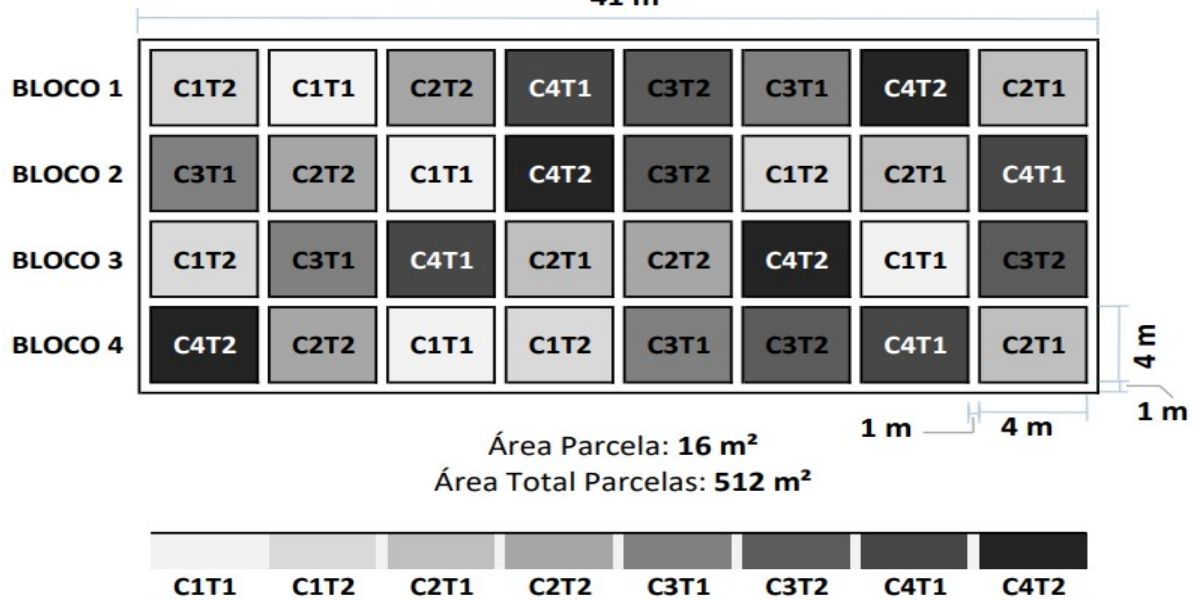 41 m
BLOCO 1 C1T2 C1T1 C2T2 C4T1 C3T2 C3T1 C4T2 C2T1
BLOCO 2 C3T1 C2T2 C1T1 C4T2 C3T2 C1T2 C2T1 C4T1
BLOCO 3 C1T2 C3T1 C4T1 C2T1 C2T2 C4T2 C1T1 C3T2
BLOCO 4 C4T2 C2T2 C1T1 C1T2 C3T1 C3T2 C4T1 C2T1
4 m
1 m
1 m 4 m
Área Parcela: 16 m²
Área Total Parcelas: 512 m²
C1T1 C1T2 C2T1 C2T2 C3T1 C3T2 C4T1 C4T2